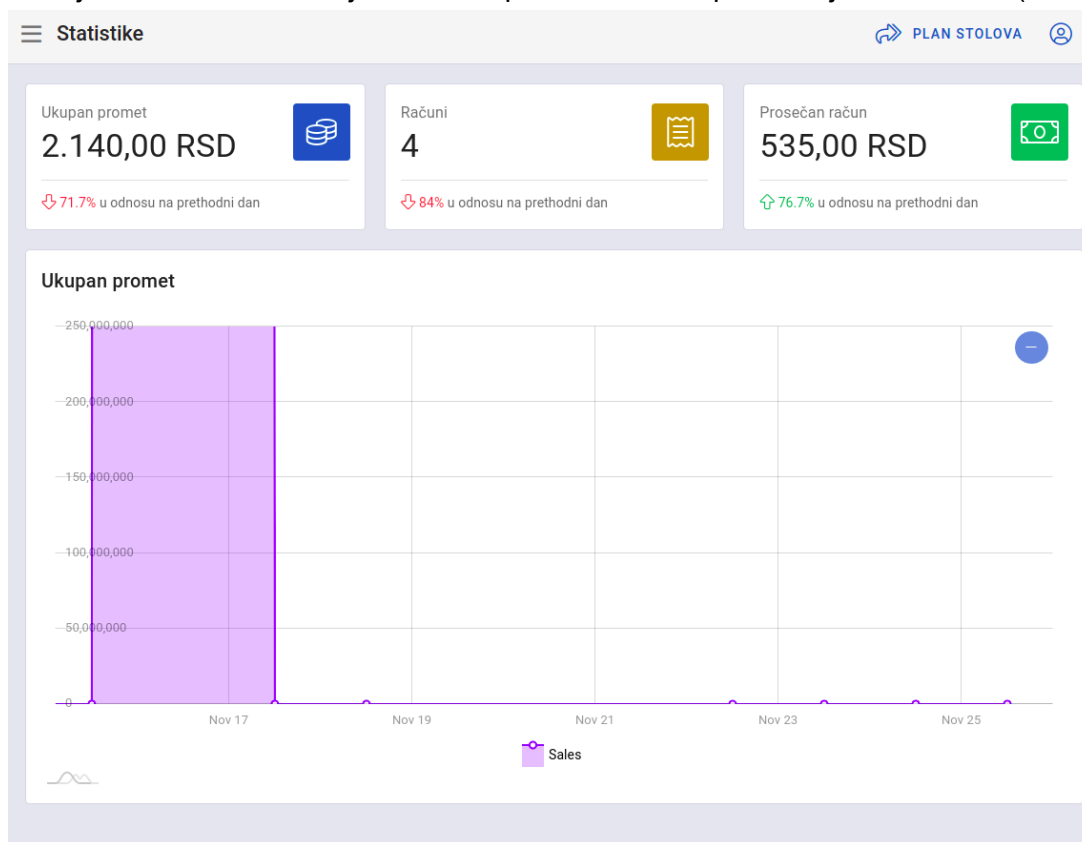 Statistike
PLAN STOLOVA
Ukupan promet
2.140,00 RSD
71.7% u odnosu na prethodni dan
Računi
4
84% u odnosu na prethodni dan
Prosečan račun
535,00 RSD
76.7% u odnosu na prethodni dan
Ukupan promet
250,000,000
200,000,000
150,000,000
100,000,000
50,000,000
0
Nov 17 Nov 19 Nov 21 Nov 23 Nov 25
Sales